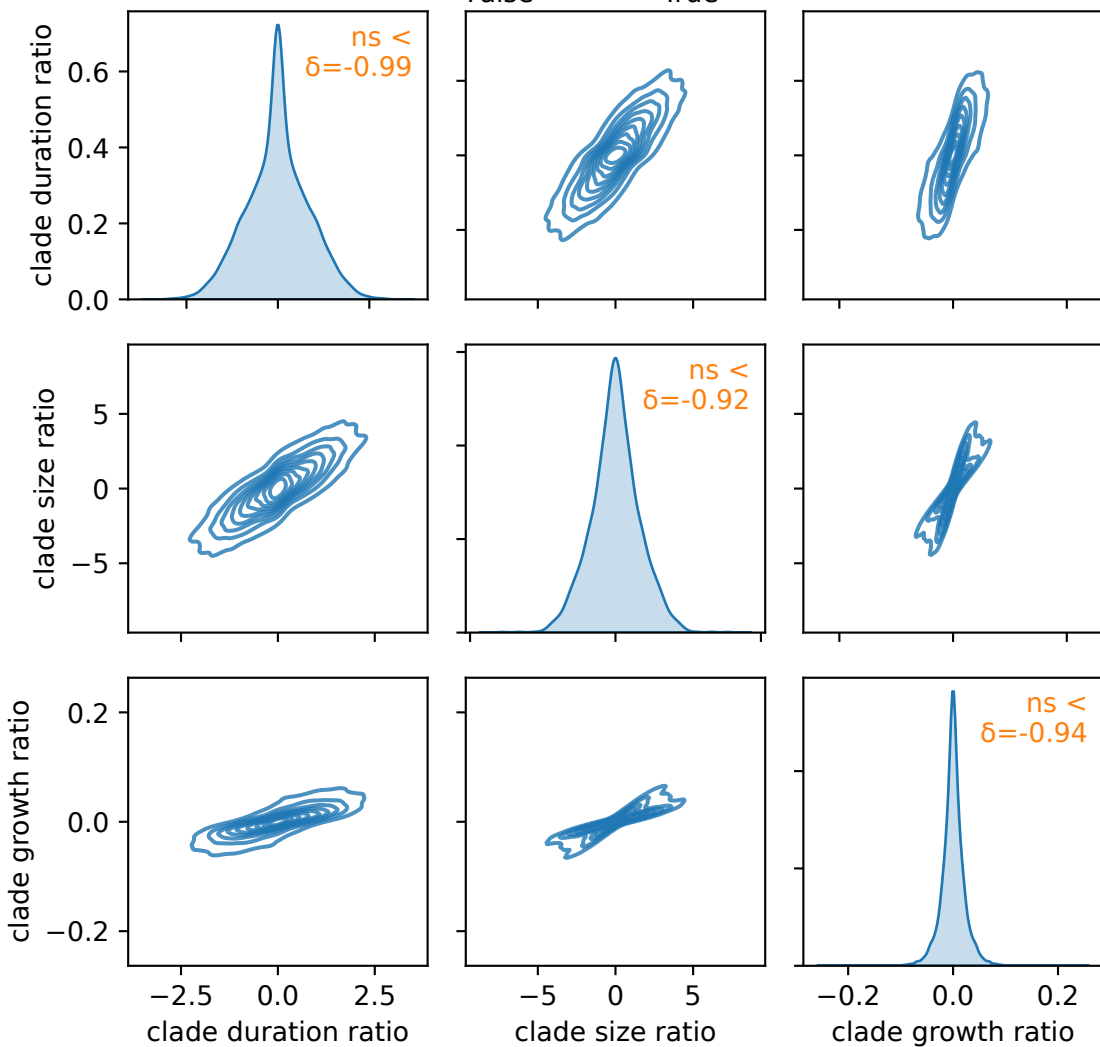 clade duration ratio
0.6
0.4
0.2
0.0
ns <
δ=-0.99
clade size ratio
5
0
−5
ns <
δ=-0.92
clade growth ratio
0.2
0.0
−0.2
ns <
δ=-0.94
−2.5 0.0 2.5
−5 0 5
−0.2 0.0 0.2
clade duration ratio
clade size ratio
clade growth ratio